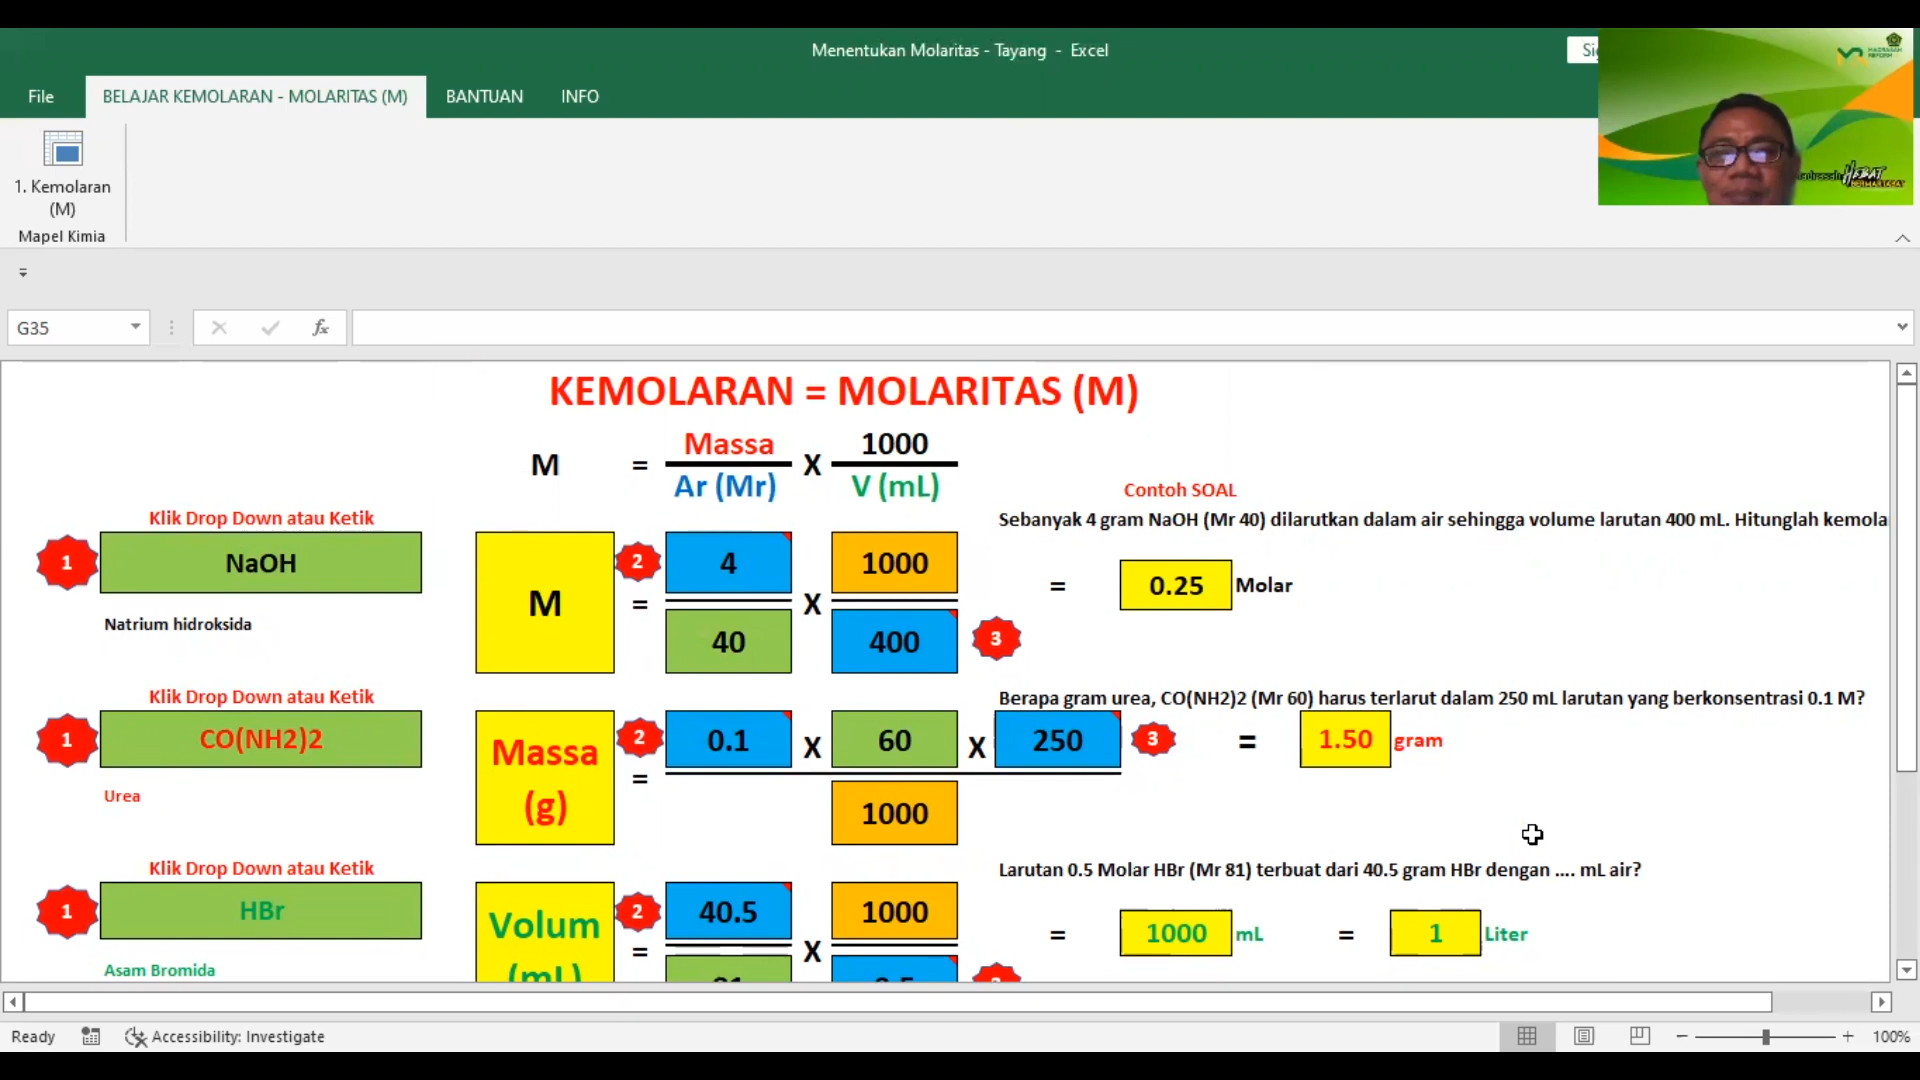 Menentukan Molaritas - Tayang - Excel
File
BELAJAR KEMOLARAN - MOLARITAS (M)
BANTUAN
INFO
1. Kemolaran
(M)
Mapel Kimia
HEBAT
G35
fx
KEMOLARAN = MOLARITAS (M)
M = Massa X 1000
Ar (Mr) V (mL)
Contoh SOAL
Klik Drop Down atau Ketik
Sebanyak 4 gram NaOH (Mr 40) dilarutkan dalam air sehingga volume larutan 400 mL. Hitunglah kemola
1 NaOH
M = 2 4 X 1000
= 0.25 Molar
Natrium hidroksida
40 400 3
Klik Drop Down atau Ketik
Berapa gram urea, CO(NH2)2 (Mr 60) harus terlarut dalam 250 mL larutan yang berkonsentrasi 0.1 M?
1 CO(NH2)2
Massa
(g)
= 2 0.1 X 60 X 250 3 = 1.50 gram
Urea
1000
Klik Drop Down atau Ketik
Larutan 0.5 Molar HBr (Mr 81) terbuat dari 40.5 gram HBr dengan .... mL air?
1 HBr
Volum
(mL)
= 2 40.5 X 1000
= 1000 mL = 1 Liter
Asam Bromida
Ready
Accessibility: Investigate
100%